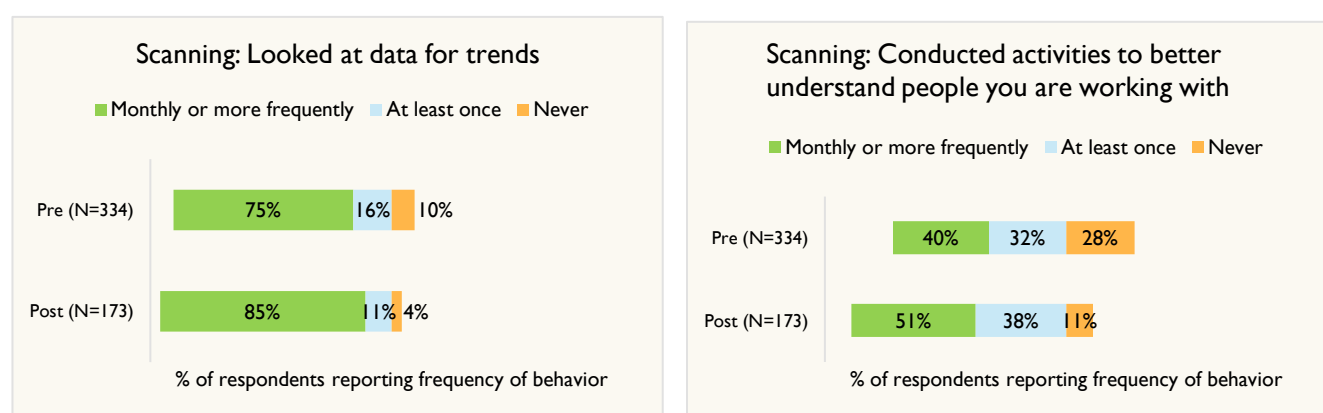 Scanning: Looked at data for trends
Monthly or more frequently At least once Never
Pre (N=334) 75% 16% 10%
Post (N=173) 85% 11% 4%
% of respondents reporting frequency of behavior
Scanning: Conducted activities to better
understand people you are working with
Monthly or more frequently At least once Never
Pre (N=334) 40% 32% 28%
Post (N=173) 51% 38% 11%
% of respondents reporting frequency of behavior